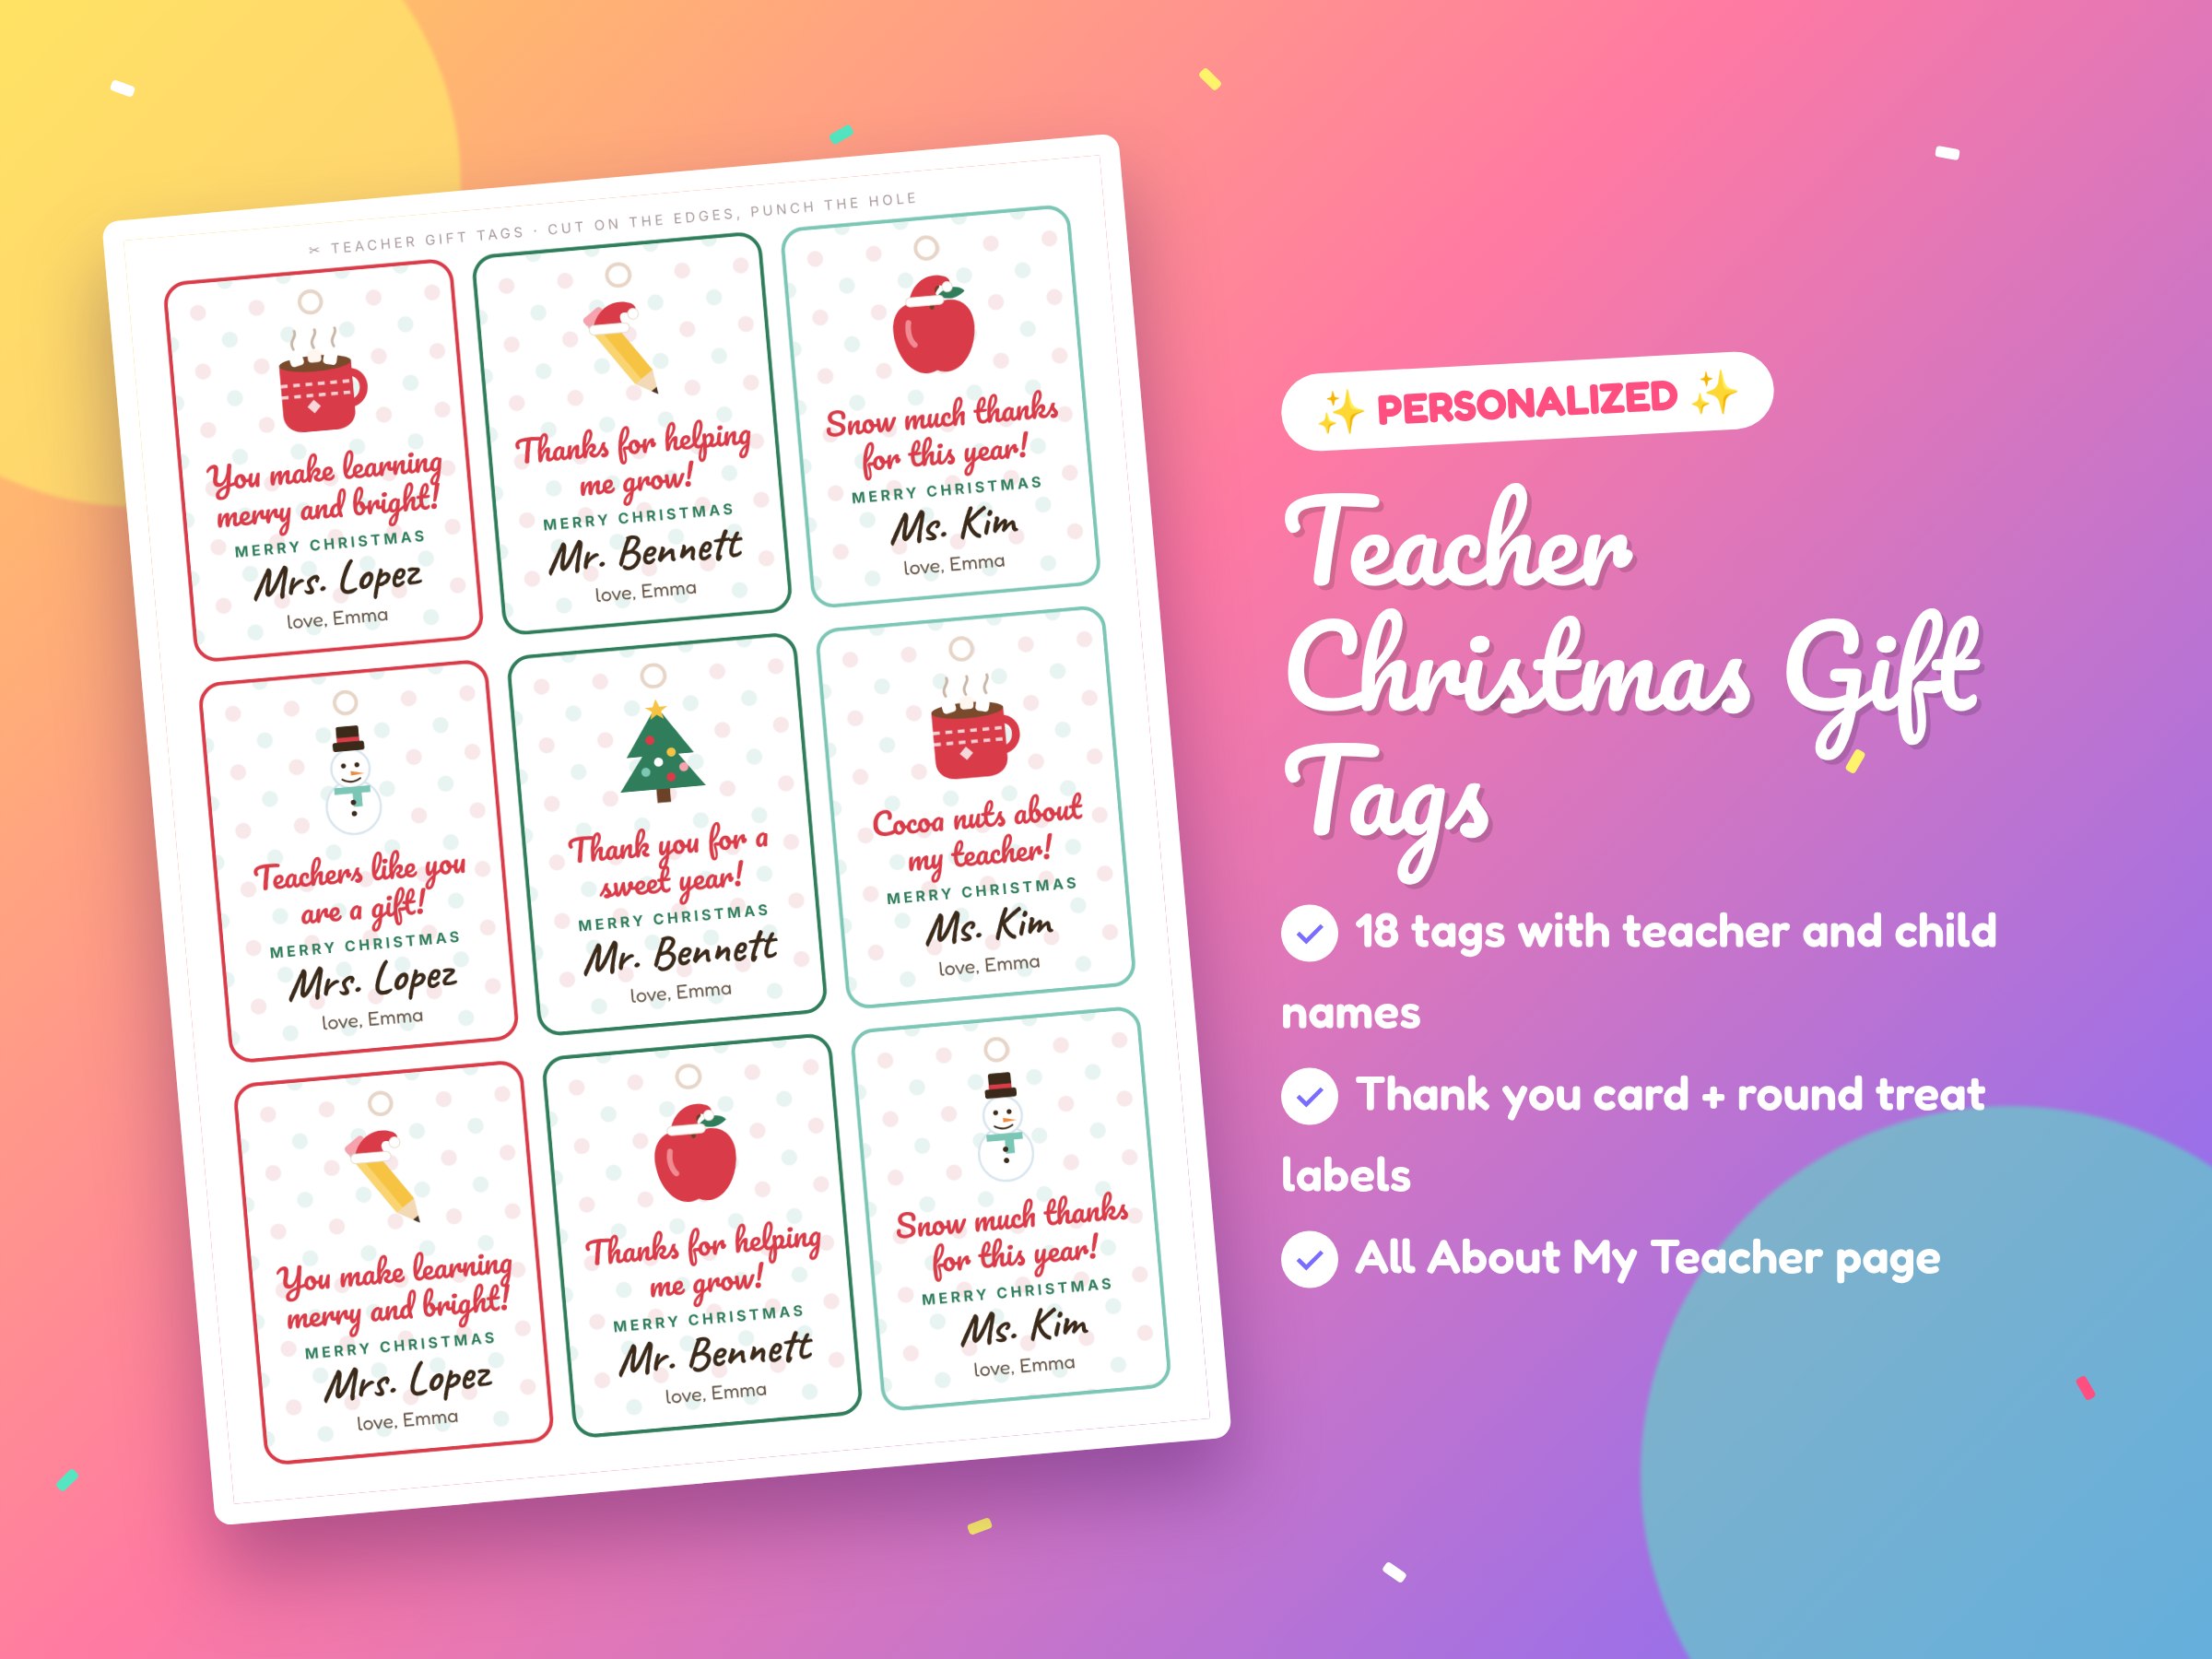 ✂ TEACHER GIFT TAGS · CUT ON THE EDGES, PUNCH THE HOLE
You make learning
merry and bright!
MERRY CHRISTMAS
Mrs. Lopez
love, Emma
Thanks for helping
me grow!
MERRY CHRISTMAS
Mr. Bennett
love, Emma
Snow much thanks
for this year!
MERRY CHRISTMAS
Ms. Kim
love, Emma
Teachers like you
are a gift!
MERRY CHRISTMAS
Mrs. Lopez
love, Emma
Thank you for a
sweet year!
MERRY CHRISTMAS
Mr. Bennett
love, Emma
Cocoa nuts about
my teacher!
MERRY CHRISTMAS
Ms. Kim
love, Emma
You make learning
merry and bright!
MERRY CHRISTMAS
Mrs. Lopez
love, Emma
Thanks for helping
me grow!
MERRY CHRISTMAS
Mr. Bennett
love, Emma
Snow much thanks
for this year!
MERRY CHRISTMAS
Ms. Kim
love, Emma
✨ PERSONALIZED ✨
Teacher
Christmas Gift
Tags
✓ 18 tags with teacher and child
names
✓ Thank you card + round treat
labels
✓ All About My Teacher page